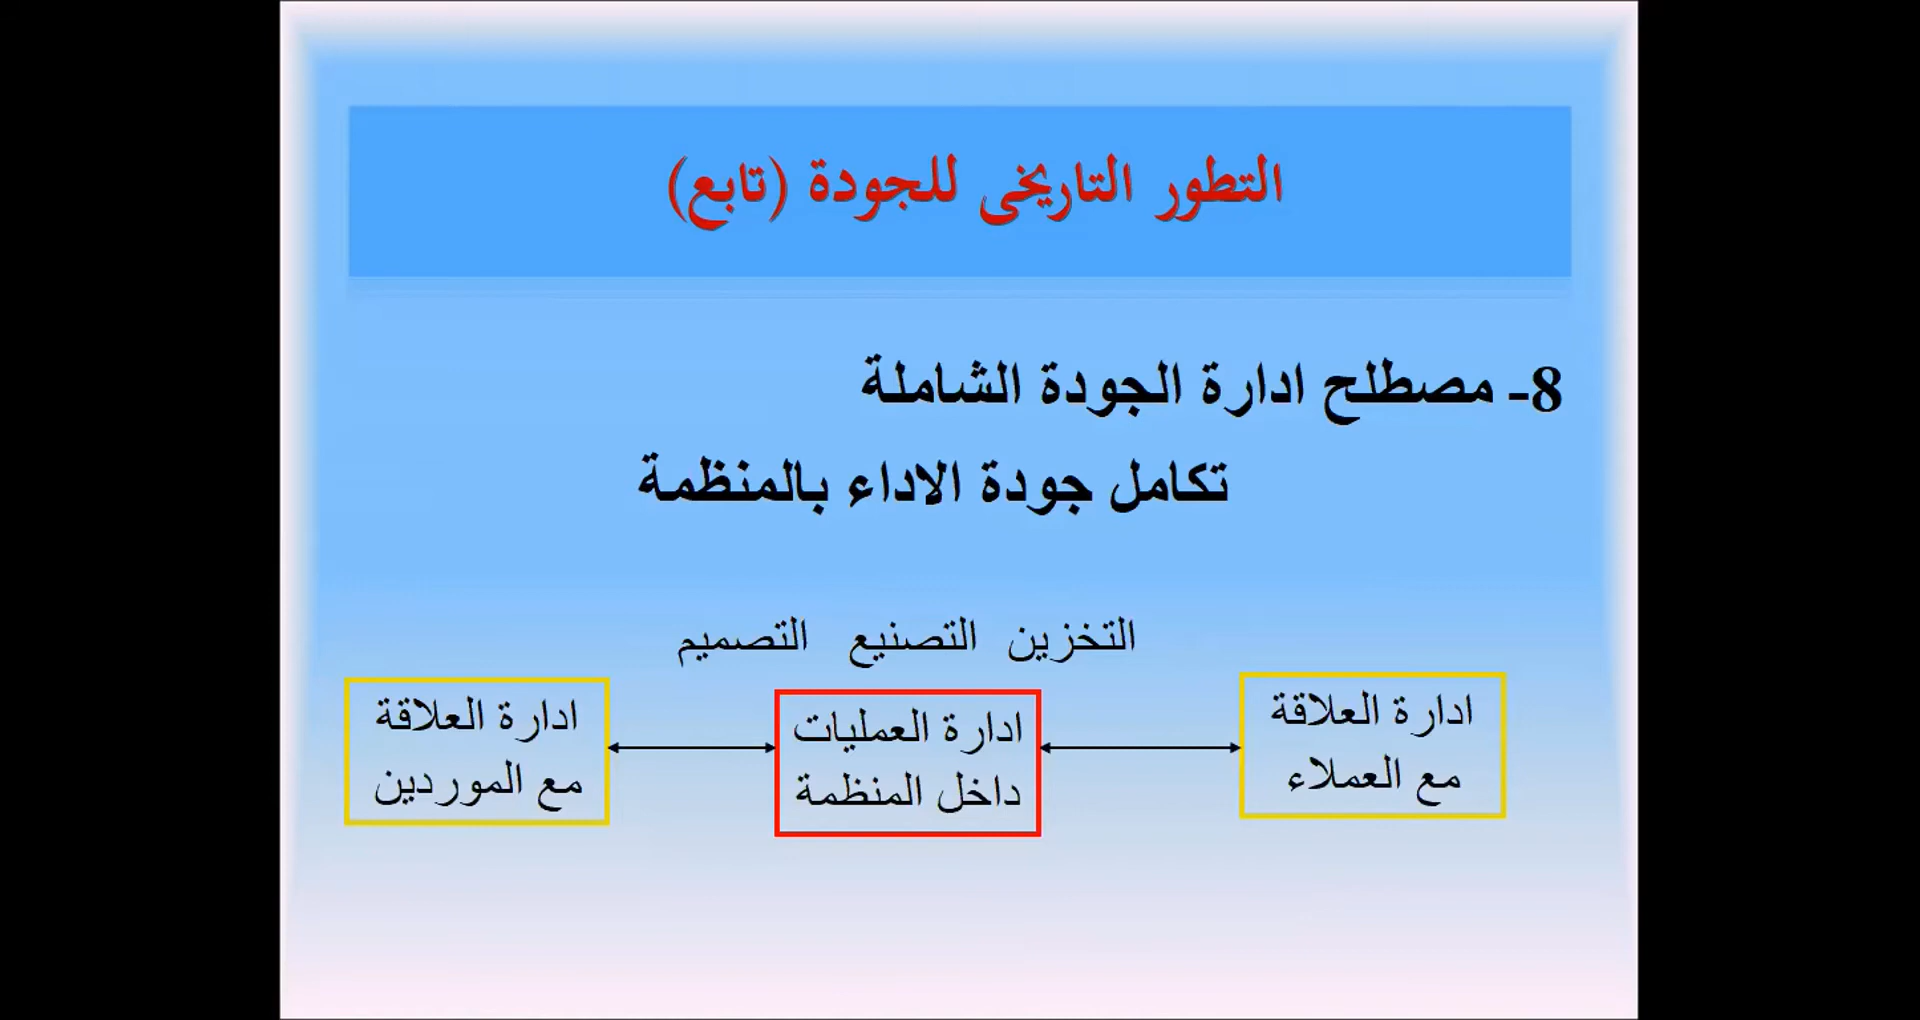 التطور التاريخى للجودة (تابع)
8- مصطلح ادارة الجودة الشاملة
تكامل جودة الاداء بالمنظمة
التخزين التصنيع التصميم
ادارة العلاقة
مع العملاء
ادارة العمليات
داخل المنظمة
ادارة العلاقة
مع الموردين